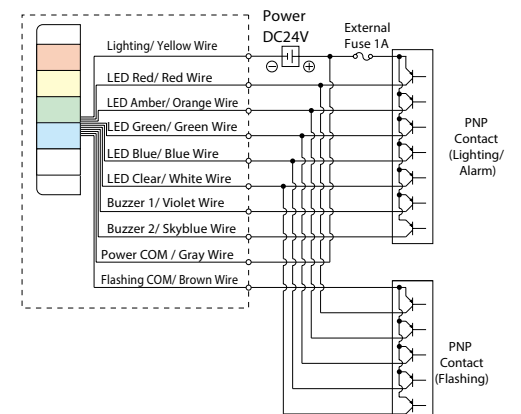 Power
DC24V
External
Fuse 1A
Lighting/ Yellow Wire
LED Red/ Red Wire
LED Amber/ Orange Wire
LED Green/ Green Wire
LED Blue/ Blue Wire
LED Clear/ White Wire
Buzzer 1/ Violet Wire
Buzzer 2/ Skyblue Wire
Power COM / Gray Wire
Flashing COM/ Brown Wire
PNP
Contact
(Lighting/
Alarm)
PNP
Contact
(Flashing)